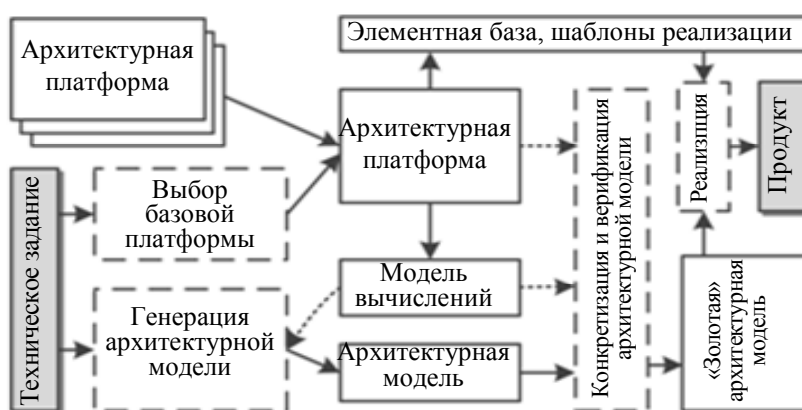 Архитектурная
платформа
Элементная база, шаблоны реализации
Архитектурная
платформа
Техническое задание
Выбор
базовой
платформы
Модель
вычислений
Генерация
архитектурной
модели
Архитектурная
модель
Конкретизация и верификация
архитектурной модели
Реализпция
Продукт
«Золотая»
архитектурная
модель